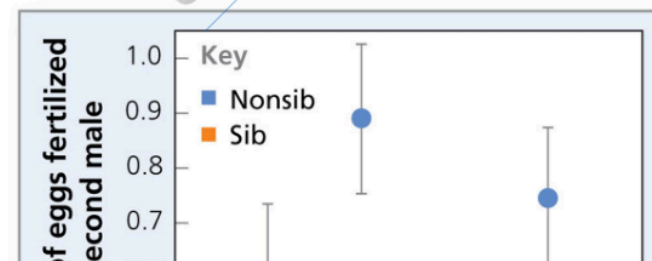 of eggs fertilized
second male
1.0
0.9
0.8
0.7
Key
Nonsib
Sib